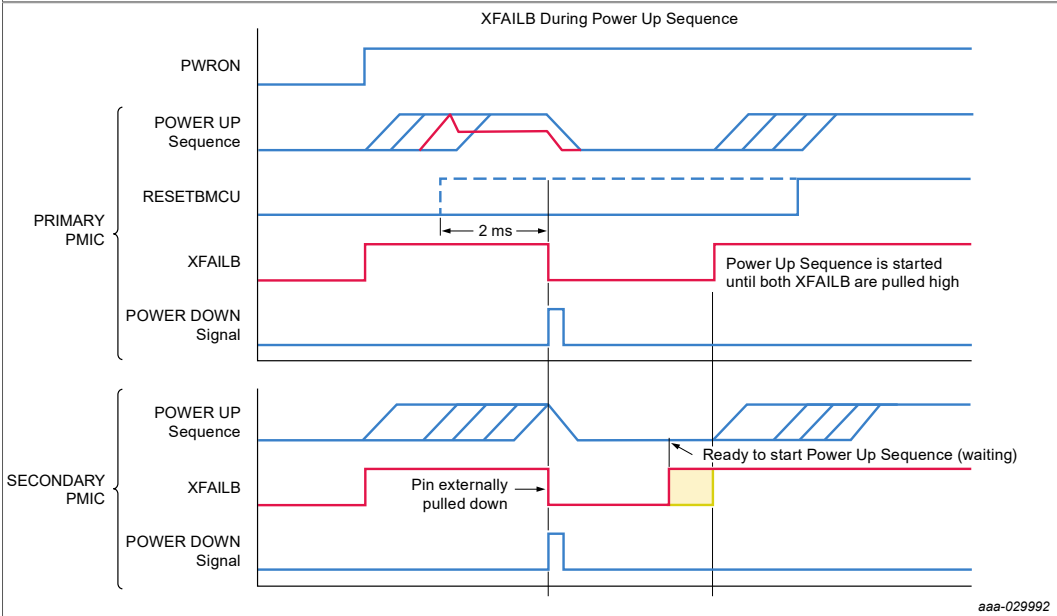 XFAILB During Power Up Sequence
PWRON
PRIMARY
PMIC
POWER UP
Sequence
RESETBMCU
2 ms
XFAILB
Power Up Sequence is started
until both XFAILB are pulled high
POWER DOWN
Signal
SECONDARY
PMIC
POWER UP
Sequence
Ready to start Power Up Sequence (waiting)
XFAILB
Pin externally
pulled down
POWER DOWN
Signal
aaa-029992